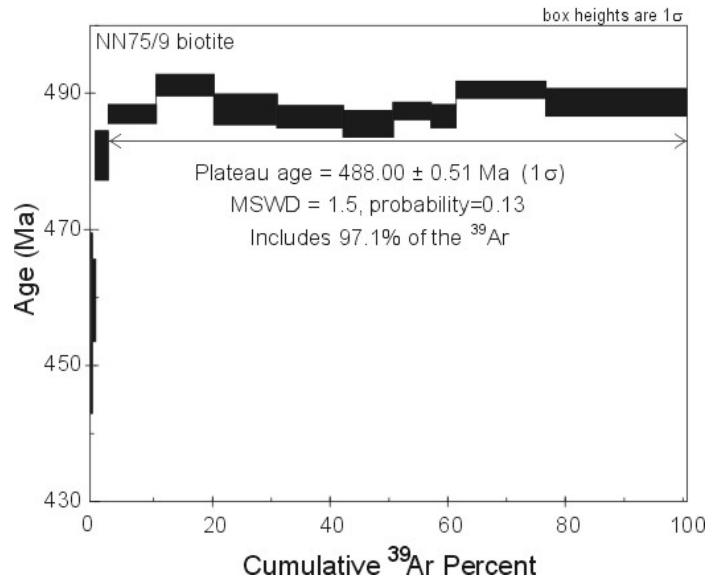 box heights are 1σ
NN75/9 biotite
490
470
450
430
Age (Ma)
Plateau age = 488.00 ± 0.51 Ma (1σ)
MSWD = 1.5, probability=0.13
Includes 97.1% of the ³⁹Ar
0 20 40 60 80 100
Cumulative ³⁹Ar Percent